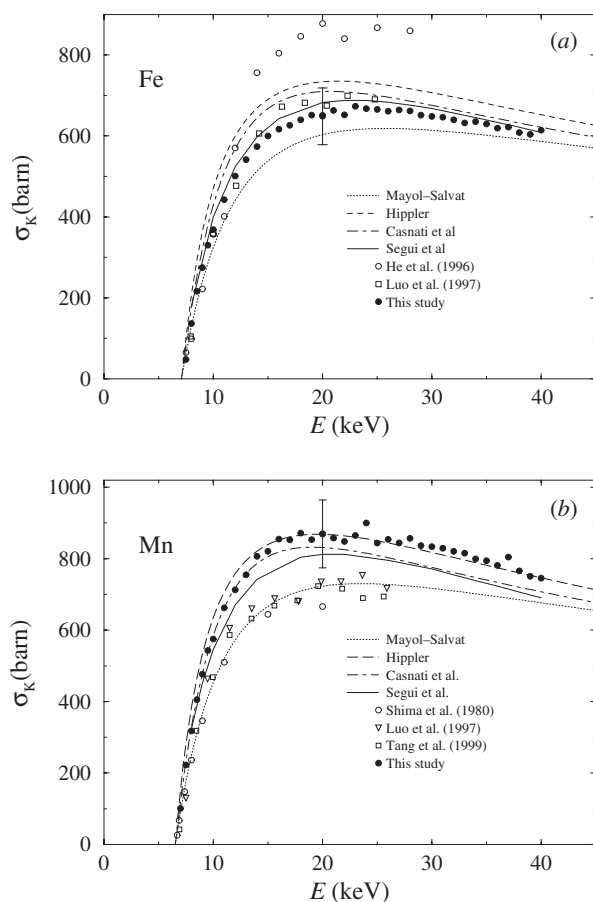 (a)
Fe
800
600
400
200
0
σK(barn)
Mayol–Salvat
Hippler
Casnati et al
Segui et al
He et al. (1996)
Luo et al. (1997)
This study
0 10 20 30 40
E (keV)
(b)
Mn
1000
800
600
400
200
0
σK(barn)
Mayol–Salvat
Hippler
Casnati et al.
Segui et al.
Shima et al. (1980)
Luo et al. (1997)
Tang et al. (1999)
This study
0 10 20 30 40
E (keV)